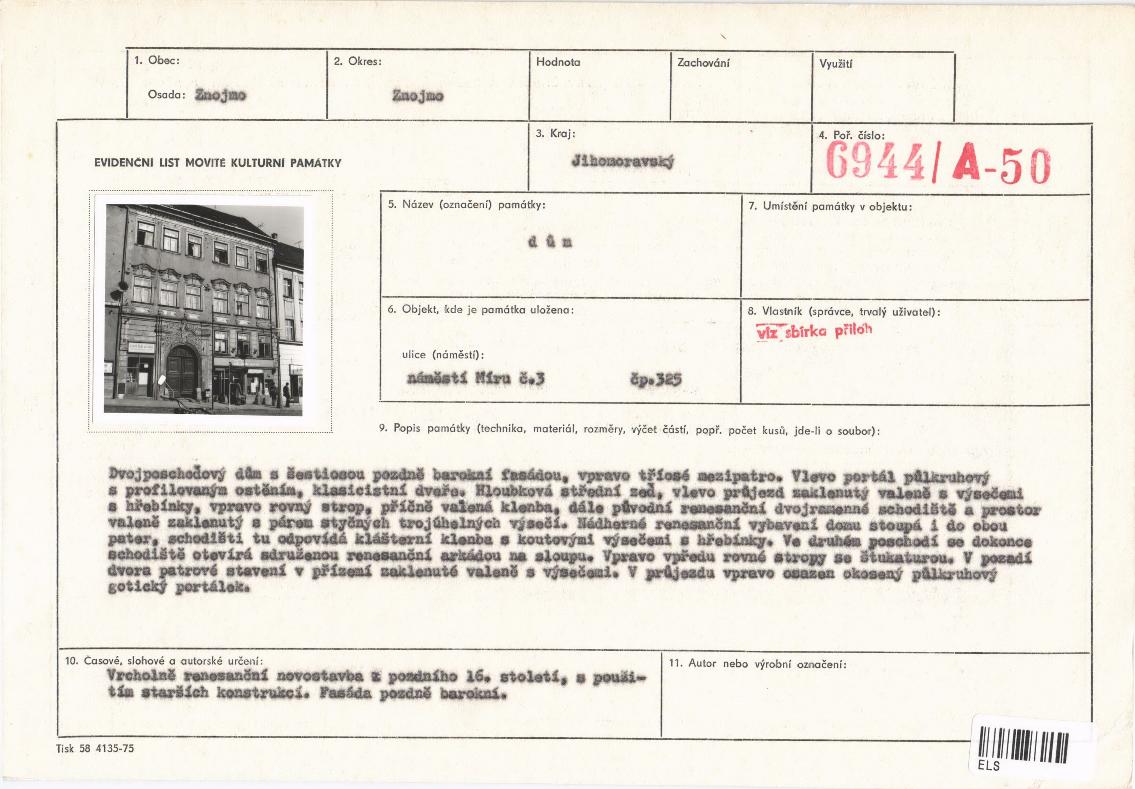 1. Obec:
Osada: Znojmo
2. Okres:
Znojmo
Hodnota
Zachování
Využití
EVIDENČNÍ LIST MOVITÉ KULTURNÍ PAMÁTKY
3. Kraj:
Jihomoravský
4. Poř. číslo:
6944/A-50
5. Název (označení) památky:
dům
7. Umístění památky v objektu:
6. Objekt, kde je památka uložena:
ulice (náměstí):
náměstí Míru č.3 čp.325
8. Vlastník (správce, trvalý uživatel):
viz sbírka příloh
9. Popis památky (technika, materiál, rozměry, výčet částí, popř. počet kusů, jde-li o soubor):
Dvojposchoďový dům s šestiosou pozdně barokní fasádou, vpravo tříosé mezipatro. Vlevo portál půlkruhový
s profilovaným ostěním, klasicistní dveře. Hloubková střední zeď, vlevo průjezd zaklenutý valeně s výsečemi
s hřebínky, vpravo rovný strop, příčně valená klenba, dále původní renesanční dvojramenné schodiště a prostor
valeně zaklenutý s párem styčných trojúhelných výsečí. Nádherné renesanční vybavení domu stoupá i do obou
pater, schodišti tu odpovídá klášterní klenba s koutovými výsečemi s hřebínky. Ve druhém poschodí se dokonce
schodiště otevírá sdruženou renesanční arkádou na sloupu. Vpravo vpředu rovné stropy se štukaturou. V pozadí
dvora patrové stavení v přízemí zaklenuté valeně s výsečemi. V průjezdu vpravo osazen okosený půlkruhový
gotický portálek.
10. Časové, slohové a autorské určení:
Vrcholně renesanční novostavba z pozdního 16. století, s použi-
tím starších konstrukcí. Fasáda pozdně barokní.
11. Autor nebo výrobní označení:
Tisk 58 4135-75
ELS